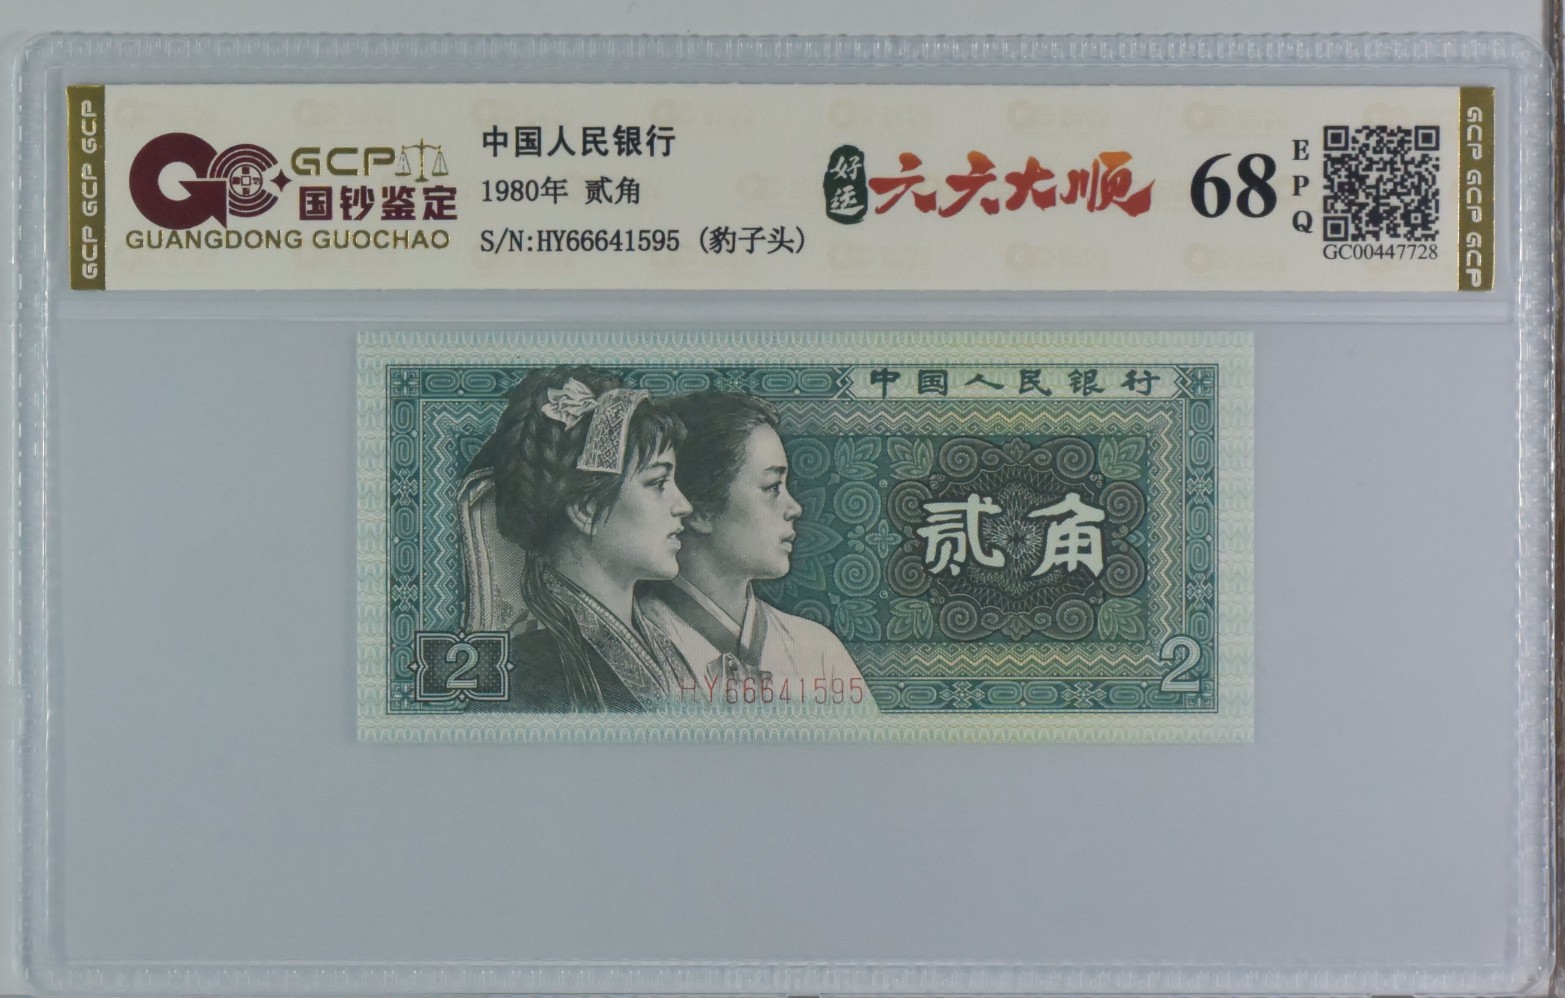 GCP GCP GCP
GCP
国钞鉴定
GUANGDONG GUOCHAO
中国人民银行
1980年 贰角
S/N:HY66641595 (豹子头)
好运
六六大顺
68
EPQ
GC00447728
GCP GCP GCP
中国人民银行
贰角
2
2
HY66641595